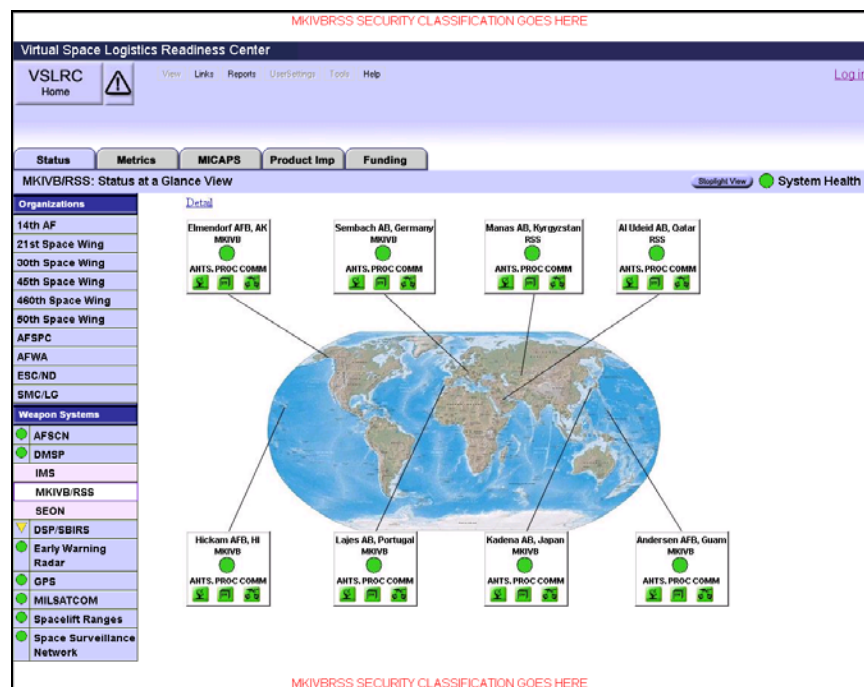 MKIVBRSS SECURITY CLASSIFICATION GOES HERE
Virtual Space Logistics Readiness Center
VSLRC
Home
View Links Reports UserSettings Tools Help
Log in
Status Metrics MICAPS Product Imp Funding
MKIVB/RSS: Status at a Glance View
Stoplight View System Health
Organizations
14th AF
21st Space Wing
30th Space Wing
45th Space Wing
460th Space Wing
50th Space Wing
AFSPC
AFWA
ESC/ND
SMC/LG
Weapon Systems
AFSCN
DMSP
IMS
MKIVB/RSS
SEON
DSP/SBIRS
Early Warning
Radar
GPS
MILSATCOM
Spacelift Ranges
Space Surveillance
Network
Detail
Elmendorf AFB, AK
MKIVB
ANTS. PROC COMM
Sembach AB, Germany
MKIVB
ANTS. PROC COMM
Manas AB, Kyrgyzstan
RSS
ANTS. PROC COMM
Al Udeid AB, Qatar
RSS
ANTS. PROC COMM
Hickam AFB, HI
MKIVB
ANTS. PROC COMM
Lajes AB, Portugal
MKIVB
ANTS. PROC COMM
Kadena AB, Japan
MKIVB
ANTS. PROC COMM
Andersen AFB, Guam
MKIVB
ANTS. PROC COMM
MKIVBRSS SECURITY CLASSIFICATION GOES HERE